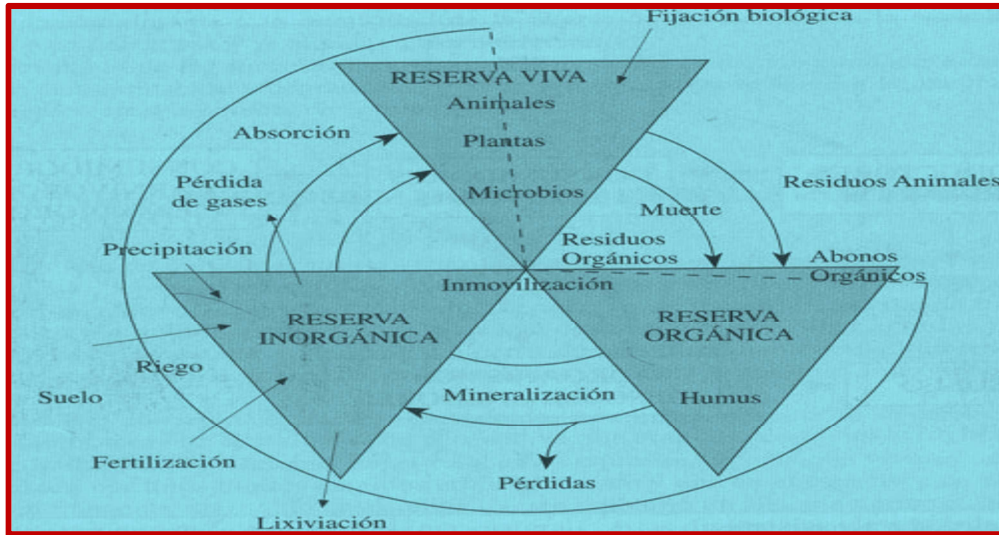 Fijación biológica
RESERVA VIVA
Animales
Absorción
Plantas
Pérdida
de gases
Microbios
Residuos Animales
Muerte
Precipitación
Residuos
Orgánicos
Abonos
Orgánicos
Inmovilización
RESERVA
INORGÁNICA
RESERVA
ORGÁNICA
Riego
Suelo
Mineralización
Humus
Fertilización
Pérdidas
Lixiviación